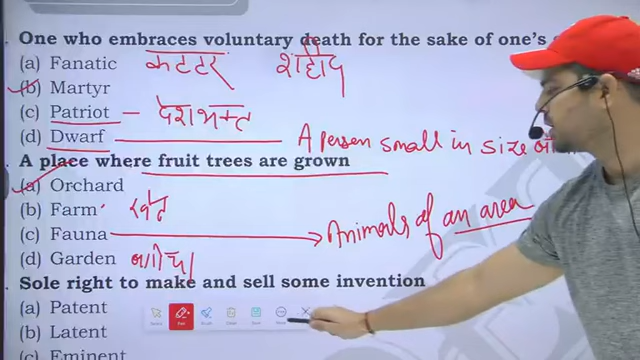 One who embraces voluntary death for the sake of one's
(a) Fanatic कट्टर शहीद
(b) Martyr
(c) Patriot – देशभक्त
(d) Dwarf A person small in size
A place where fruit trees are grown
(a) Orchard
(b) Farm खेत
(c) Fauna Animals of an area
(d) Garden बगीचा
Sole right to make and sell some invention
(a) Patent
(b) Latent
(c) Eminent